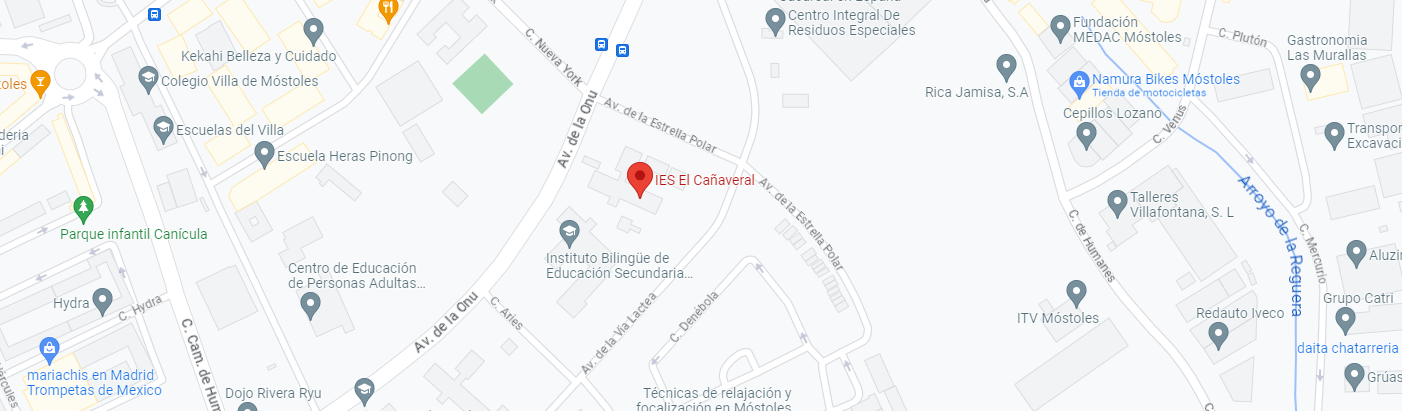 Centro Integral De
Residuos Especiales
Fundación
MEDAC Móstoles
C. Plutón
Gastronomia
Las Murallas
Kekahi Belleza y Cuidado
C. Nueva York
Colegio Villa de Móstoles
Rica Jamisa, S.A
Namura Bikes Móstoles
Tienda de motocicletas
Cepillos Lozano
C. Venus
Av. de la Onu
Av. de la Estrella Polar
Escuelas del Villa
Escuela Heras Pinong
IES El Cañaveral
Av. de la Estrella Polar
Arroyo de la Reguera
Talleres
Villafontana, S. L
Parque infantil Canícula
C. de Humanes
C. Mercurio
Instituto Bilingüe de
Educación Secundaria...
Centro de Educación
de Personas Adultas...
Hydra
C. Hydra
C. Aries
Av. de la Onu
Av. de la Vía Lactea
C. Denébola
ITV Móstoles
Grupo Catri
Redauto Iveco
daita chatarreria
mariachis en Madrid
Trompetas de Mexico
Dojo Rivera Ryu
Técnicas de relajación y
focalización en Móstoles
Grúas